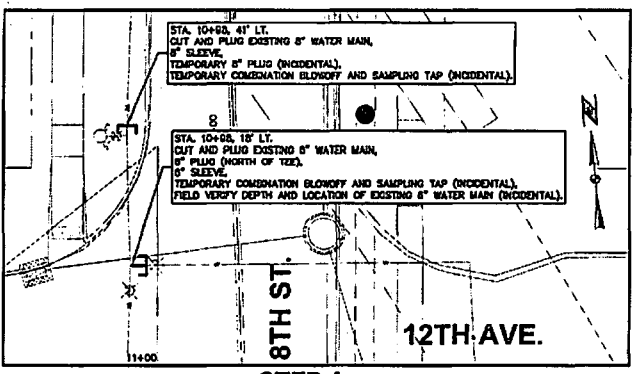 STA. 10+98, 41' LT.
CUT AND PLUG EXISTING 8" WATER MAIN,
8" SLEEVE,
TEMPORARY 8" PLUG (INCIDENTAL),
TEMPORARY COMBINATION BLOWOFF AND SAMPLING TAP (INCIDENTAL).
8
STA. 10+98, 18' LT.
CUT AND PLUG EXISTING 8" WATER MAIN,
8" PLUG (NORTH OF TEE),
8" SLEEVE,
TEMPORARY COMBINATION BLOWOFF AND SAMPLING TAP (INCIDENTAL),
FIELD VERIFY DEPTH AND LOCATION OF EXISTING 8" WATER MAIN (INCIDENTAL).
N
8TH ST.
12TH AVE.
11+00